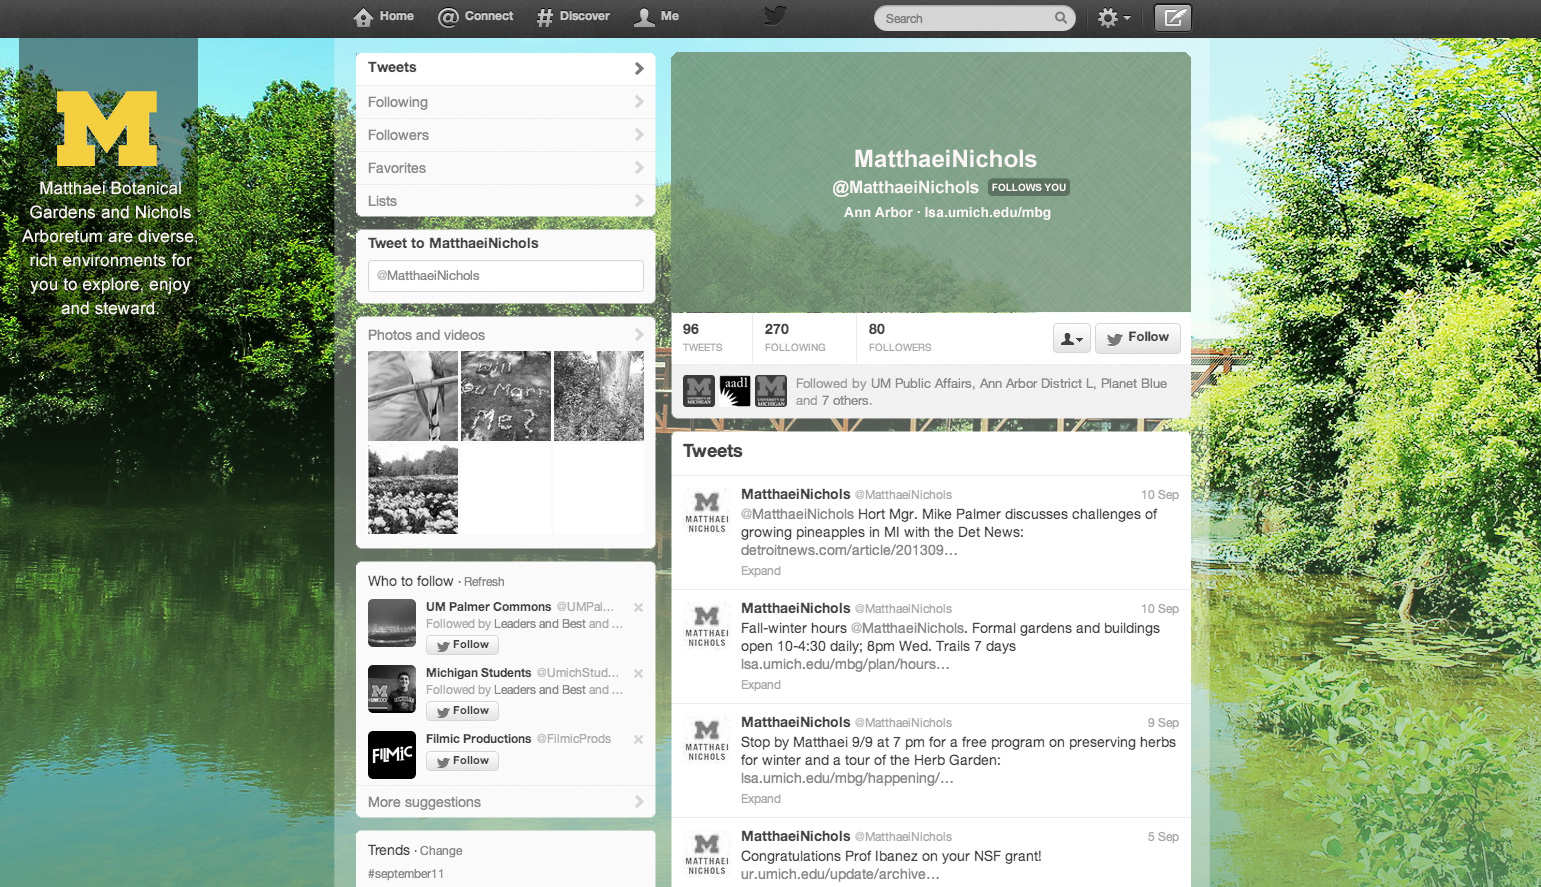 Home
Connect
Discover
Me
Search
M
Matthaei Botanical
Gardens and Nichols
Arboretum are diverse,
rich environments for
you to explore, enjoy
and steward.
Tweets
Following
Followers
Favorites
Lists
Tweet to MatthaeiNichols
@MatthaeiNichols
Photos and videos
Will
Me?
Who to follow · Refresh
UM Palmer Commons @UMPal...
Followed by Leaders and Best and ...
Follow
Michigan Students @UmichStud...
Followed by Leaders and Best and ...
Follow
FILMIC
Filmic Productions @FilmicProds
Follow
More suggestions
Trends · Change
#september11
MatthaeiNichols
@MatthaeiNichols FOLLOWS YOU
Ann Arbor · lsa.umich.edu/mbg
96 270 80
TWEETS FOLLOWING FOLLOWERS
Follow
aadl
Followed by UM Public Affairs, Ann Arbor District L, Planet Blue
and 7 others.
Tweets
M
MATTHAEI
NICHOLS
MatthaeiNichols @MatthaeiNichols 10 Sep
@MatthaeiNichols Hort Mgr. Mike Palmer discusses challenges of
growing pineapples in MI with the Det News:
detroitnews.com/article/201309...
Expand
M
MATTHAEI
NICHOLS
MatthaeiNichols @MatthaeiNichols 10 Sep
Fall-winter hours @MatthaeiNichols. Formal gardens and buildings
open 10-4:30 daily; 8pm Wed. Trails 7 days
lsa.umich.edu/mbg/plan/hours...
Expand
M
MATTHAEI
NICHOLS
MatthaeiNichols @MatthaeiNichols 9 Sep
Stop by Matthaei 9/9 at 7 pm for a free program on preserving herbs
for winter and a tour of the Herb Garden:
lsa.umich.edu/mbg/happening/...
Expand
M
MATTHAEI
NICHOLS
MatthaeiNichols @MatthaeiNichols 5 Sep
Congratulations Prof Ibanez on your NSF grant!
ur.umich.edu/update/archive...